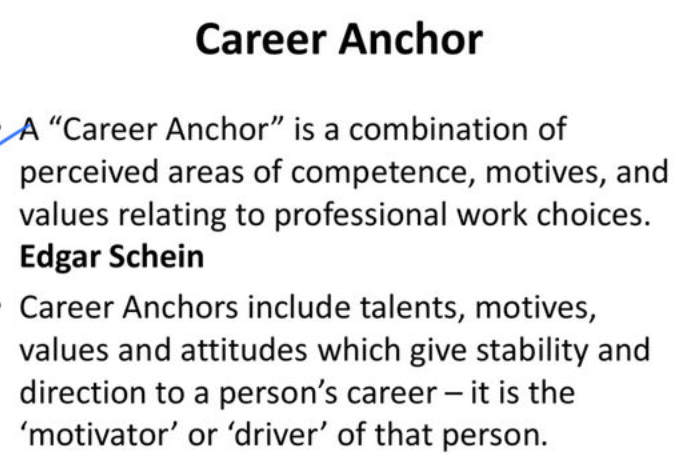 Career Anchor
A “Career Anchor” is a combination of
perceived areas of competence, motives, and
values relating to professional work choices.
Edgar Schein
Career Anchors include talents, motives,
values and attitudes which give stability and
direction to a person’s career – it is the
‘motivator’ or ‘driver’ of that person.